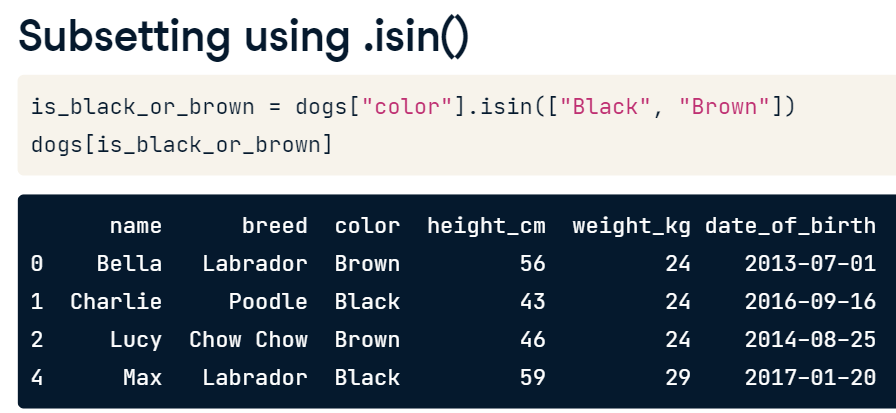 Subsetting using .isin()
is_black_or_brown = dogs["color"].isin(["Black", "Brown"])
dogs[is_black_or_brown]
name breed color height_cm weight_kg date_of_birth
0 Bella Labrador Brown 56 24 2013-07-01
1 Charlie Poodle Black 43 24 2016-09-16
2 Lucy Chow Chow Brown 46 24 2014-08-25
4 Max Labrador Black 59 29 2017-01-20